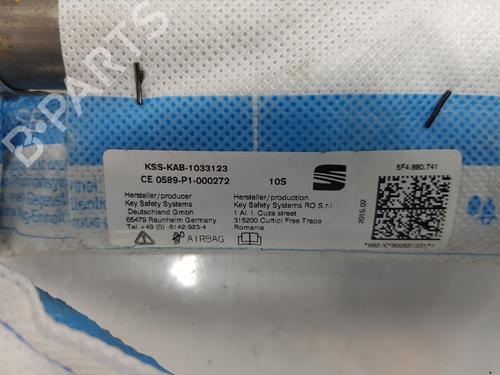 KSS-KAB-1033123
CE 0589-P1-000272
10S
5F4.880.741
Hersteller/producer
Key Safety Systems
Deutschland Gmbh
65479 Raunheim Germany
Tel +49 (0) -6142-923-4
Hersteller/production
Key Safety Systems RO S.r.l.
1 Al. I. Cuza street
315200 Curtici Free Trade
Romania
2015.02
AIRBAG
B-PARTS